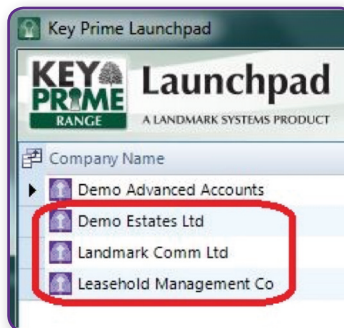 Key Prime Launchpad
KEY
PRIME
RANGE
Launchpad
A LANDMARK SYSTEMS PRODUCT
Company Name
Demo Advanced Accounts
Demo Estates Ltd
Landmark Comm Ltd
Leasehold Management Co